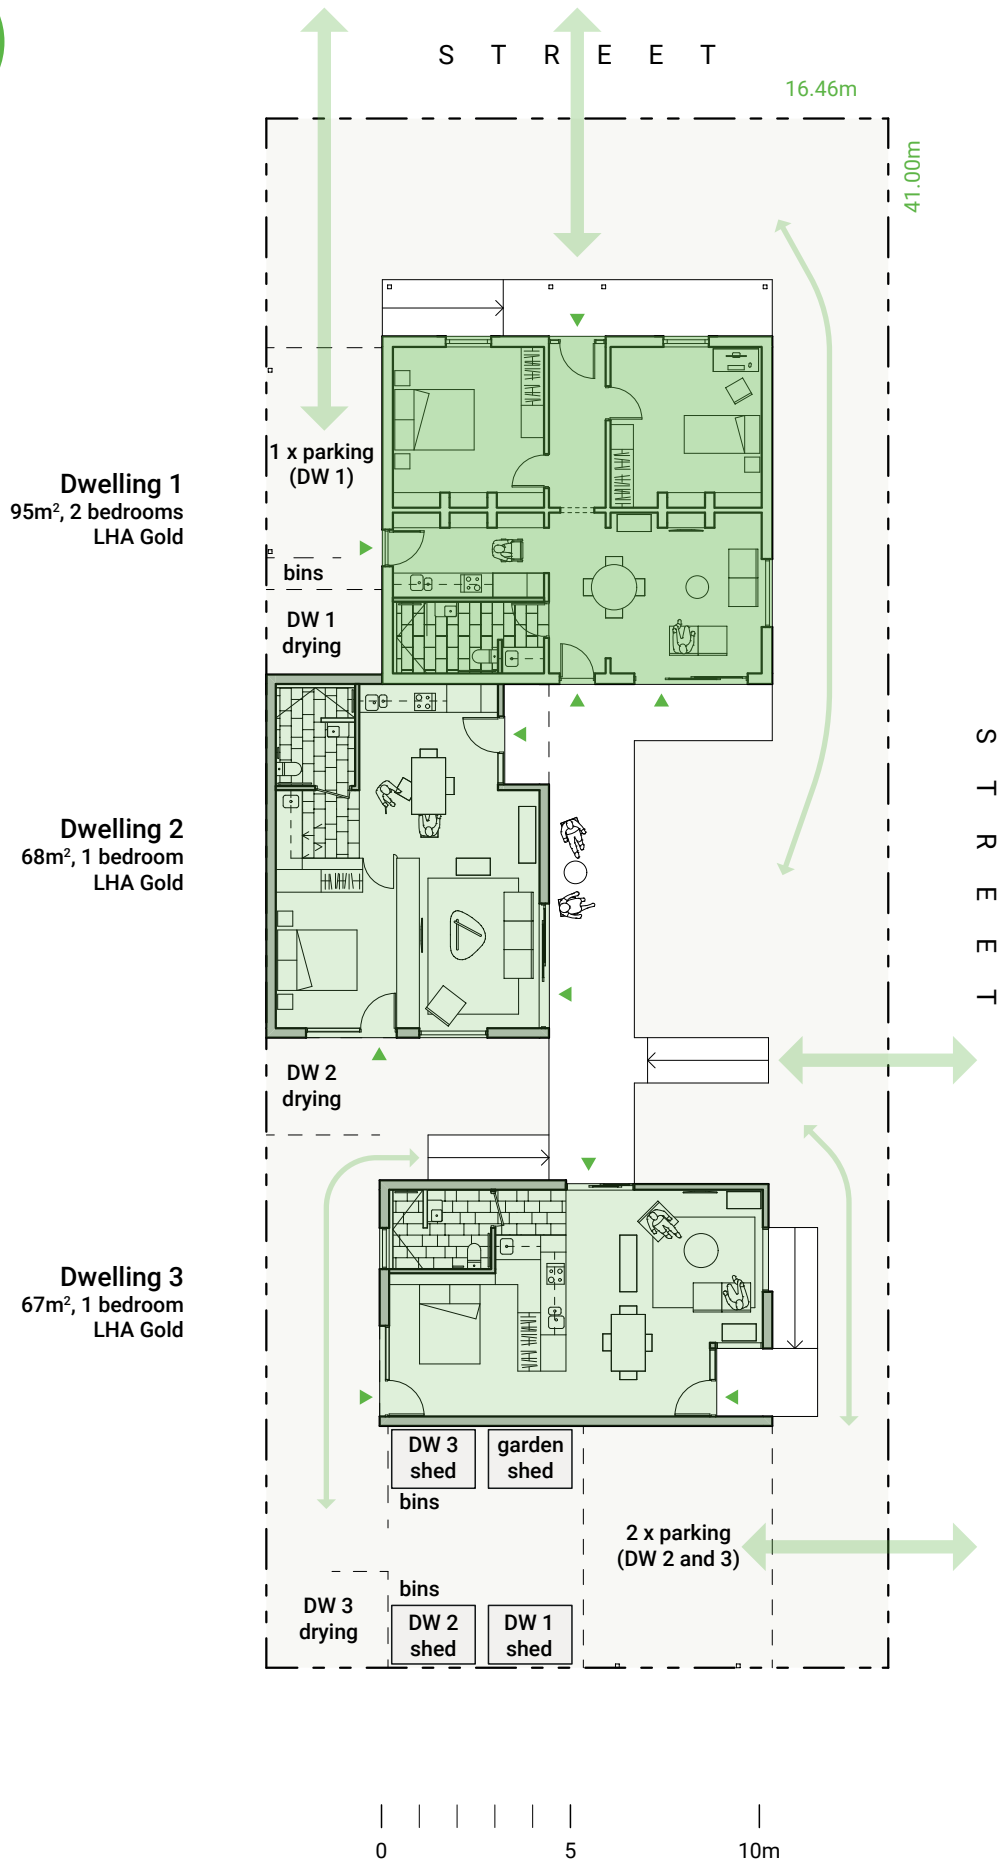 STREET
16.46m
41.00m
1 x parking
(DW 1)
Dwelling 1
95m², 2 bedrooms
LHA Gold
bins
DW 1
drying
STREET
Dwelling 2
68m², 1 bedroom
LHA Gold
DW 2
drying
Dwelling 3
67m², 1 bedroom
LHA Gold
DW 3
shed
garden
shed
bins
2 x parking
(DW 2 and 3)
bins
DW 3
drying
DW 2
shed
DW 1
shed
0 5 10m